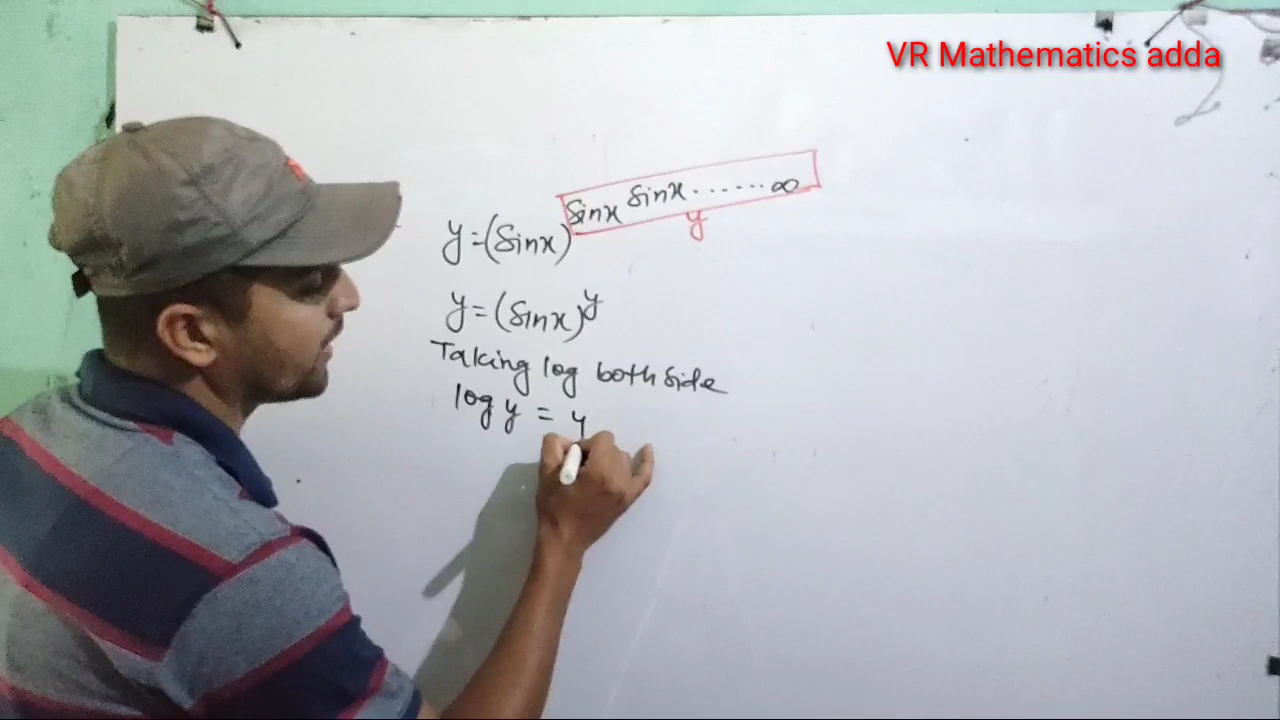 VR Mathematics adda
y=(Sinx)^Sinx^Sinx.......∞
y
y=(Sinx)^y
Taking log both side
log y = y